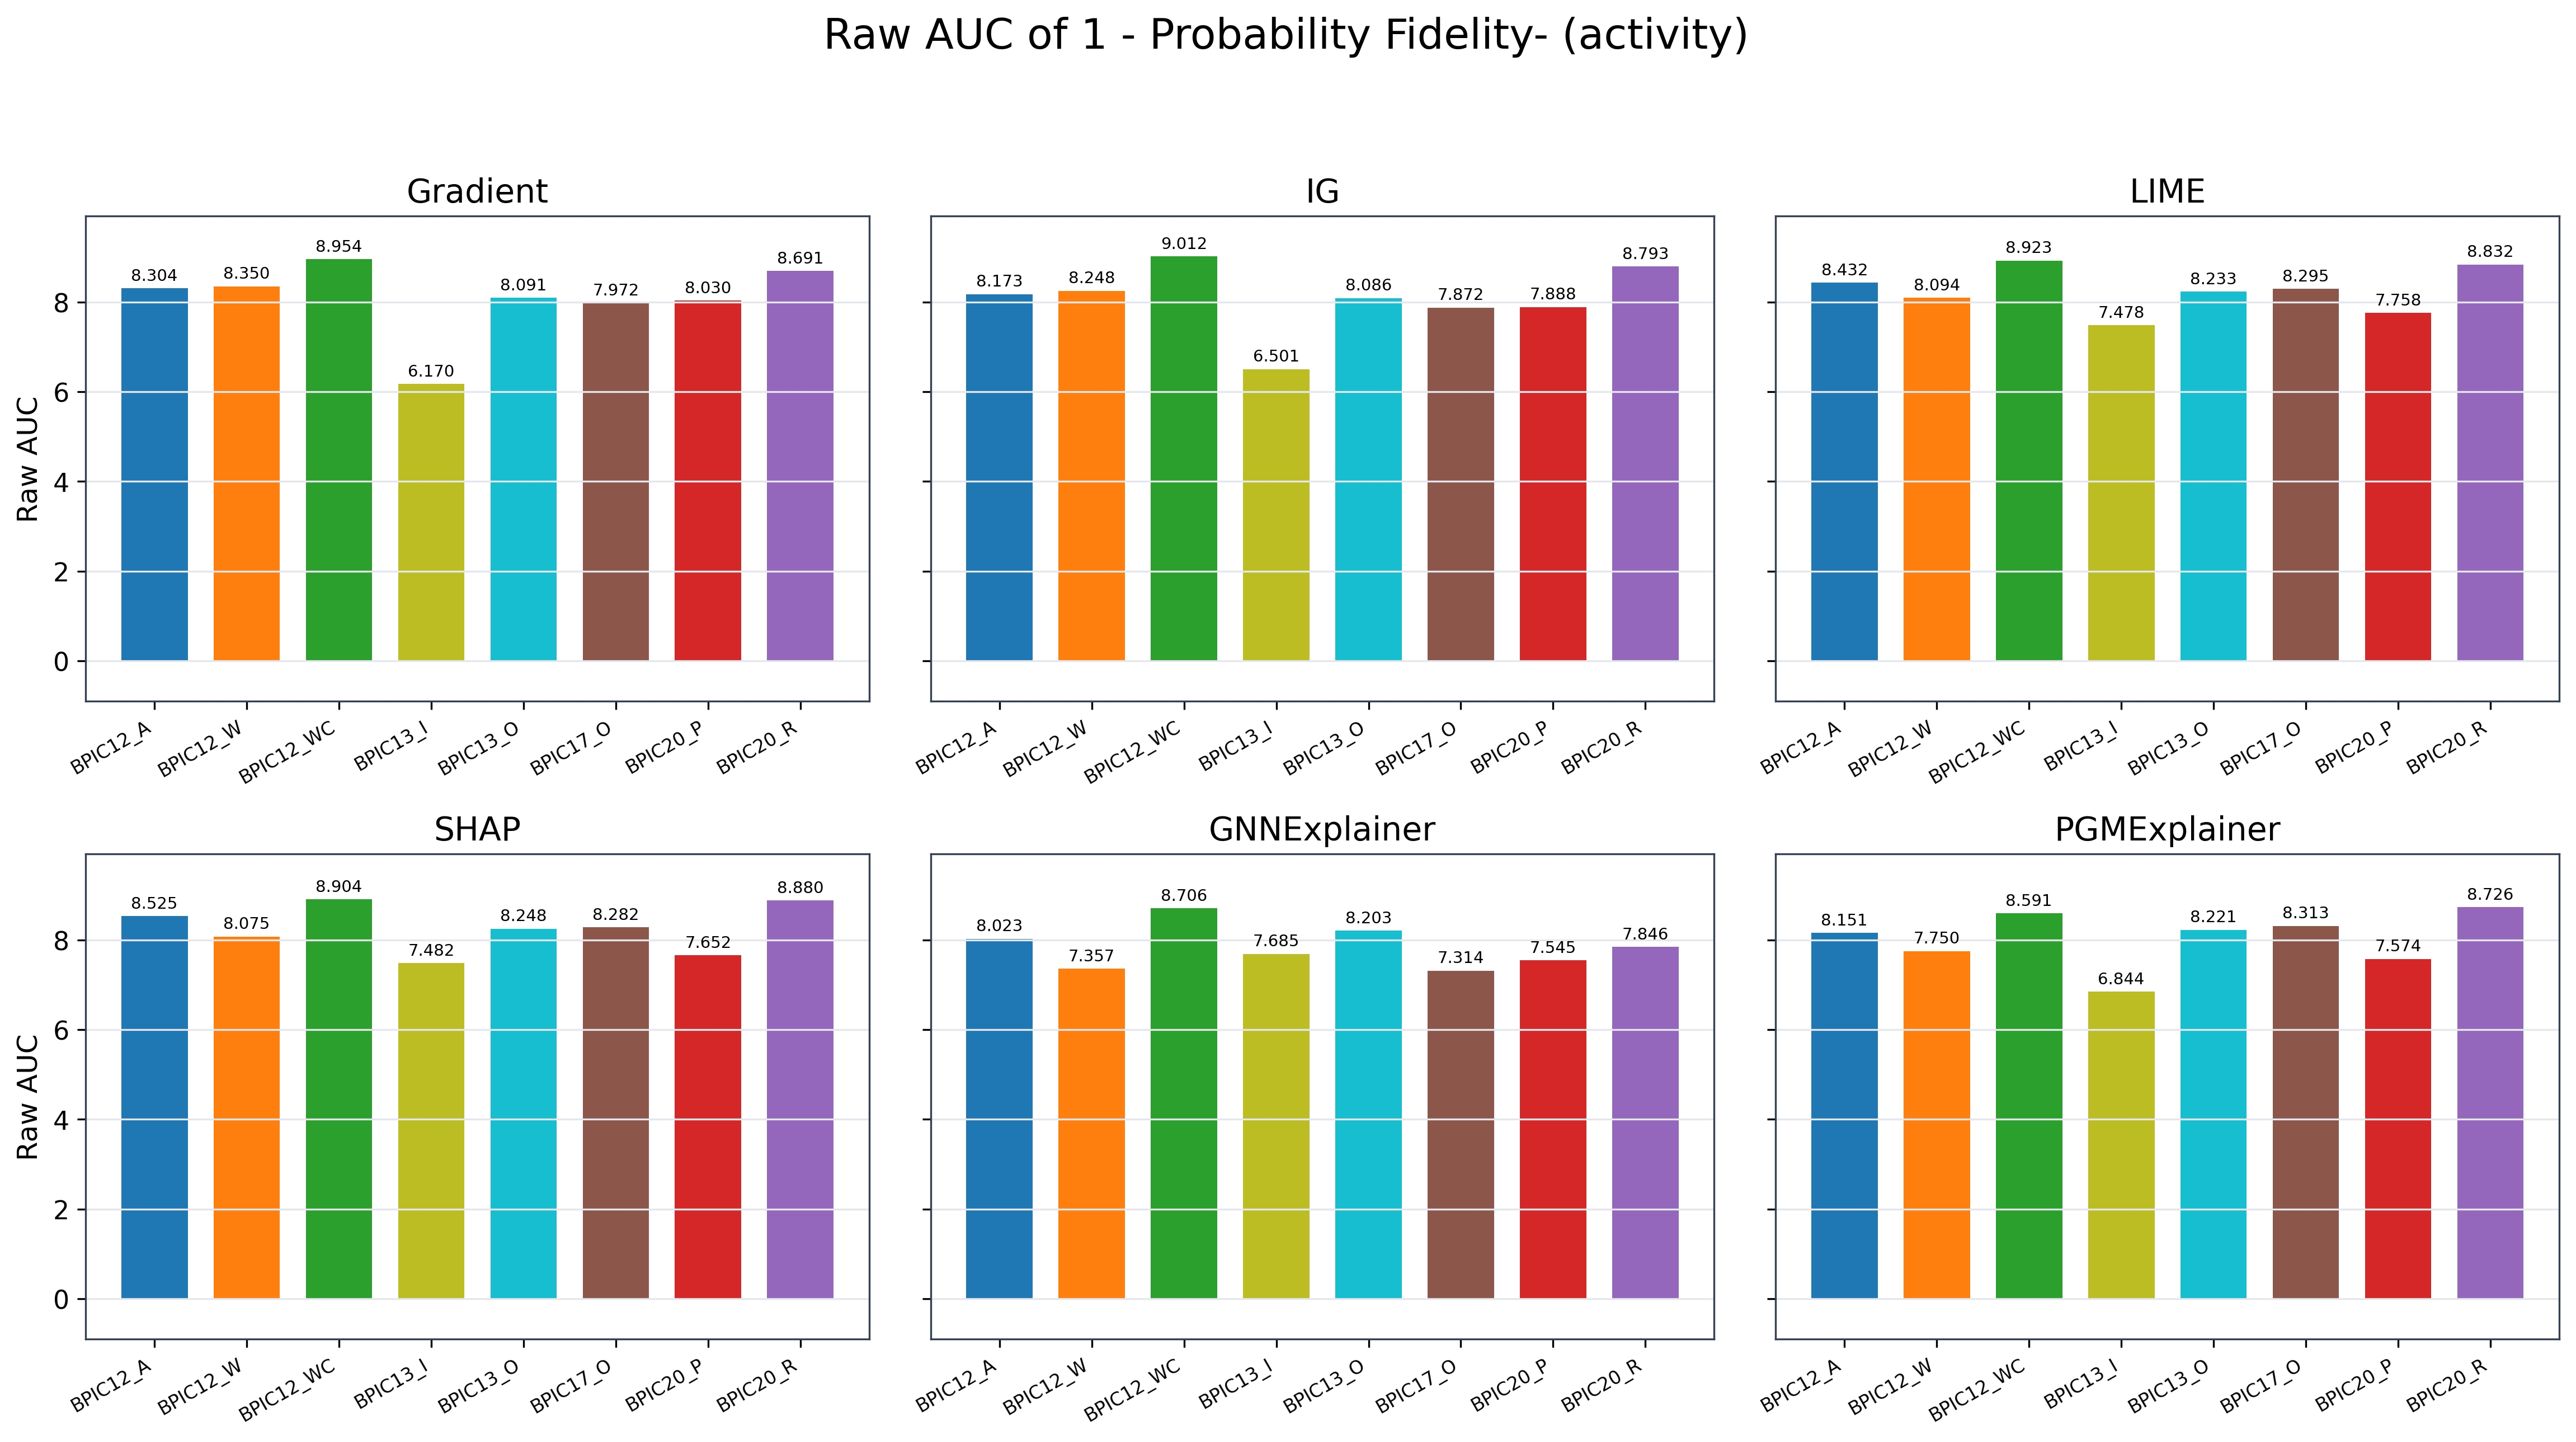 Raw AUC of 1 - Probability Fidelity- (activity)
Gradient
Raw AUC
8
6
4
2
0
8.304
8.350
8.954
6.170
8.091
7.972
8.030
8.691
BPIC12_A
BPIC12_W
BPIC12_WC
BPIC13_I
BPIC13_O
BPIC17_O
BPIC20_P
BPIC20_R
IG
8.173
8.248
9.012
6.501
8.086
7.872
7.888
8.793
BPIC12_A
BPIC12_W
BPIC12_WC
BPIC13_I
BPIC13_O
BPIC17_O
BPIC20_P
BPIC20_R
LIME
8.432
8.094
8.923
7.478
8.233
8.295
7.758
8.832
BPIC12_A
BPIC12_W
BPIC12_WC
BPIC13_I
BPIC13_O
BPIC17_O
BPIC20_P
BPIC20_R
SHAP
Raw AUC
8
6
4
2
0
8.525
8.075
8.904
7.482
8.248
8.282
7.652
8.880
BPIC12_A
BPIC12_W
BPIC12_WC
BPIC13_I
BPIC13_O
BPIC17_O
BPIC20_P
BPIC20_R
GNNExplainer
8.023
7.357
8.706
7.685
8.203
7.314
7.545
7.846
BPIC12_A
BPIC12_W
BPIC12_WC
BPIC13_I
BPIC13_O
BPIC17_O
BPIC20_P
BPIC20_R
PGMExplainer
8.151
7.750
8.591
6.844
8.221
8.313
7.574
8.726
BPIC12_A
BPIC12_W
BPIC12_WC
BPIC13_I
BPIC13_O
BPIC17_O
BPIC20_P
BPIC20_R